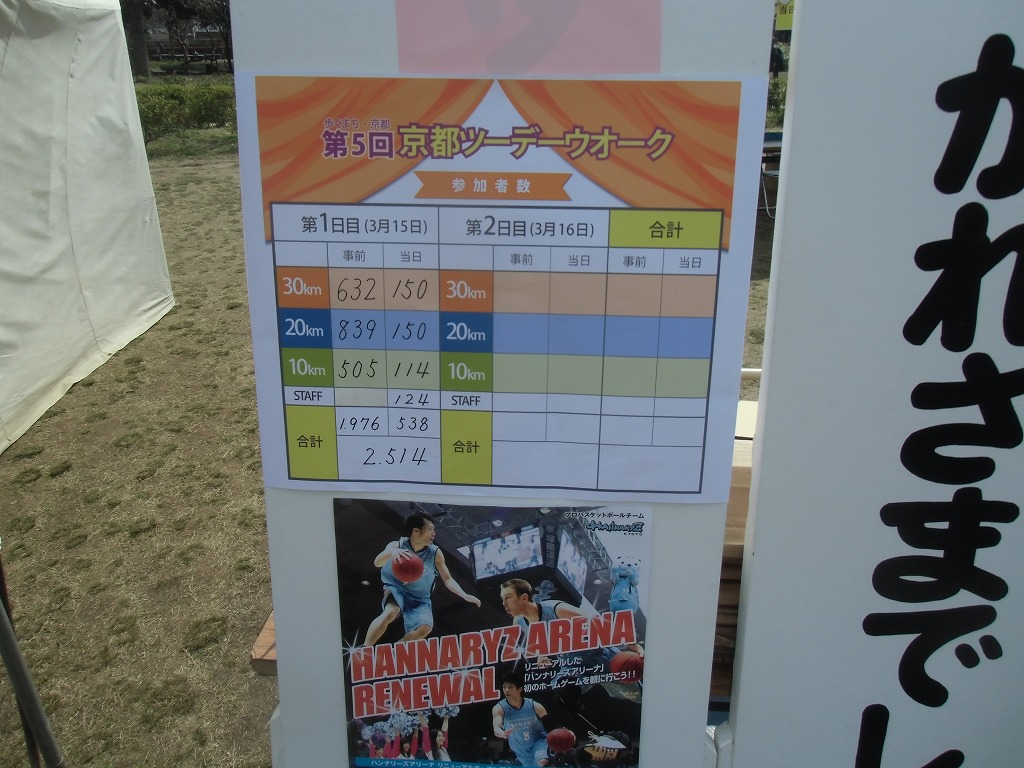 歩くまち・京都
第5回 京都ツーデーウオーク
参加者数
第1日目(3月15日) 第2日目(3月16日) 合計
事前 当日 事前 当日 事前 当日
30km 632 150 30km
20km 839 150 20km
10km 505 114 10km
STAFF 124 STAFF
1.976 538
合計 2.514 合計
プロバスケットボールチーム
HANNARYZ
KYOTO
HANNARYZ ARENA
RENEWAL
リニューアルした
「ハンナリーズアリーナ」
初のホームゲームを観に行こう!!
8
当日
かれさまでし